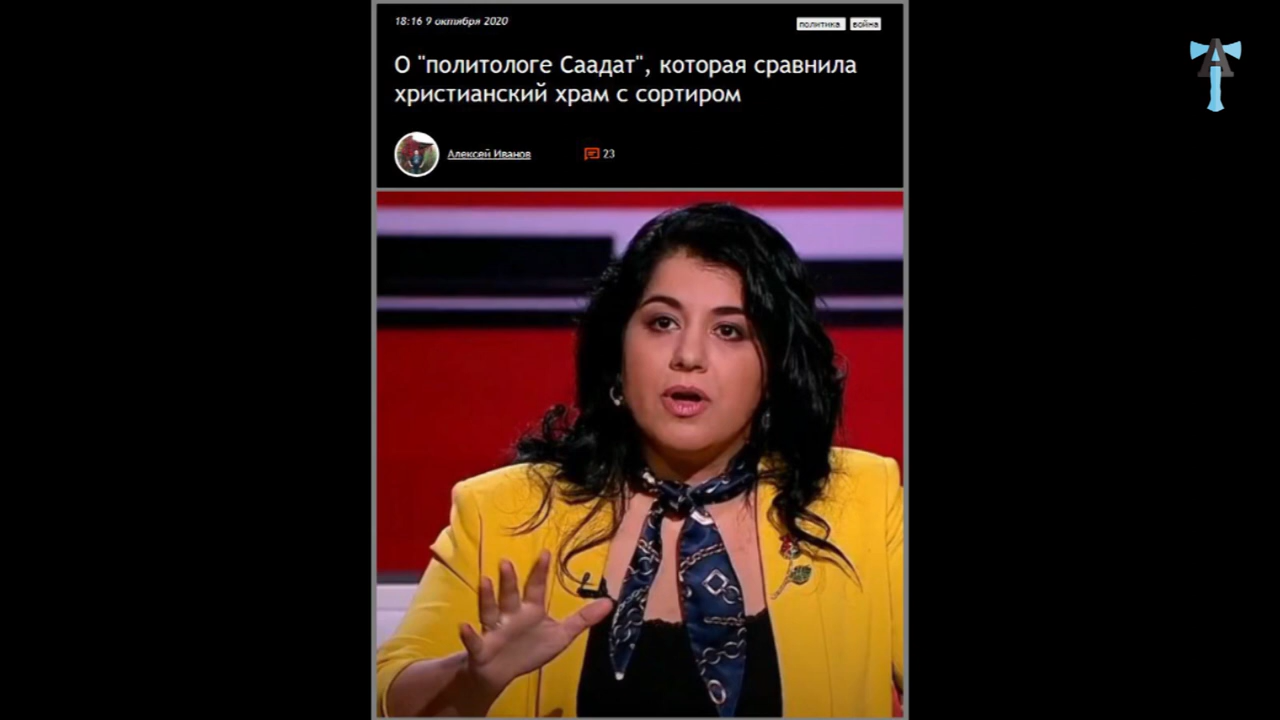 18:16 9 октября 2020
политика война
О "политологе Саадат", которая сравнила
христианский храм с сортиром
Алексей Иванов
23